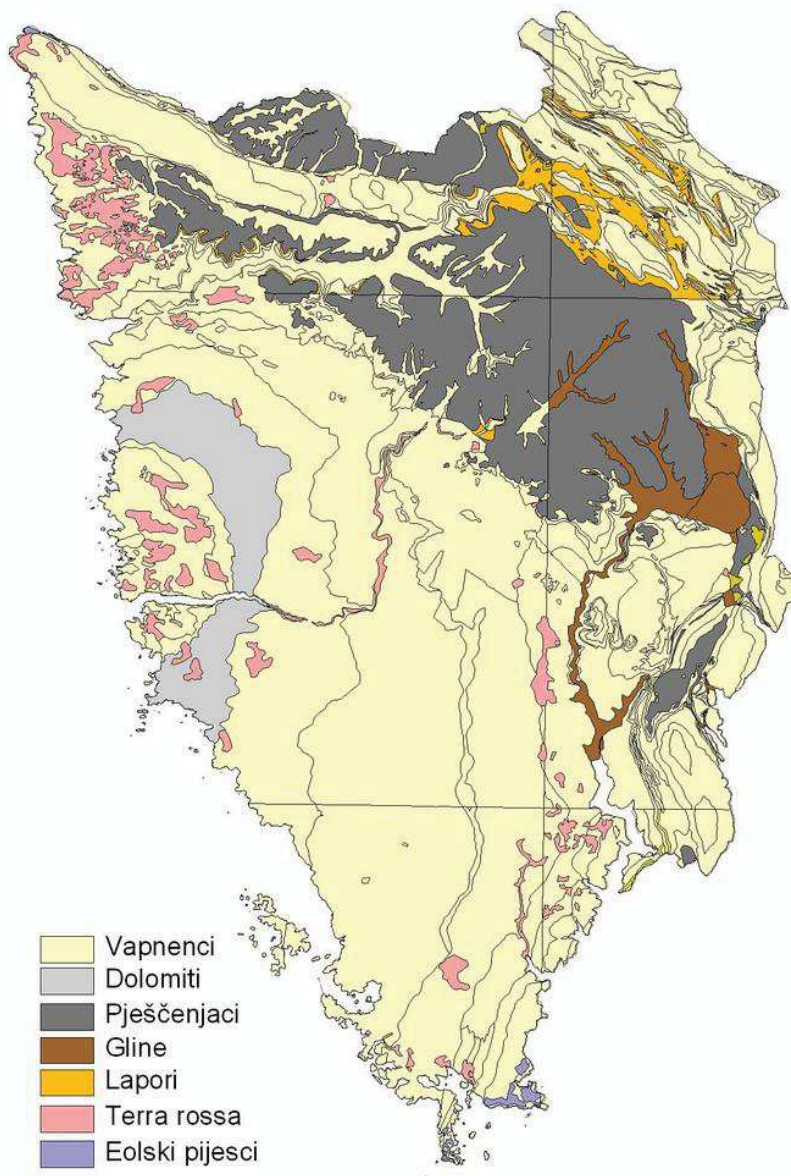 Vapnenci
Dolomiti
Pješčenjaci
Gline
Lapori
Terra rossa
Eolski pijesci